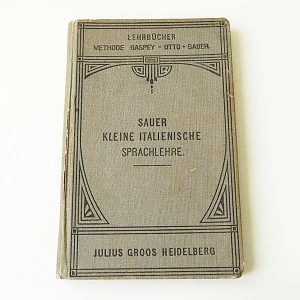 LEHRBÜCHER
METHODE GASPEY - OTTO - SAUER.
SAUER
KLEINE ITALIENISCHE
SPRACHLEHRE.
JULIUS GROOS HEIDELBERG